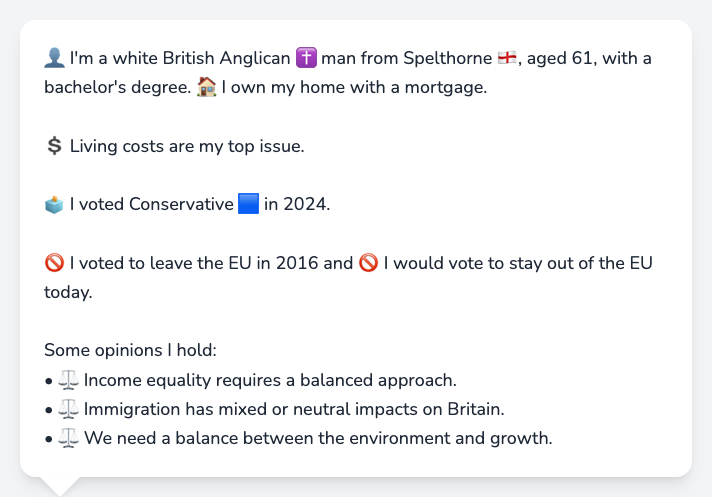 👤 I'm a white British Anglican ✝️ man from Spelthorne 🏴󠁧󠁢󠁥󠁮󠁧󠁿, aged 61, with a
bachelor's degree. 🏠 I own my home with a mortgage.
💲 Living costs are my top issue.
🗳️ I voted Conservative 🟦 in 2024.
🚫 I voted to leave the EU in 2016 and 🚫 I would vote to stay out of the EU
today.
Some opinions I hold:
• ⚖️ Income equality requires a balanced approach.
• ⚖️ Immigration has mixed or neutral impacts on Britain.
• ⚖️ We need a balance between the environment and growth.